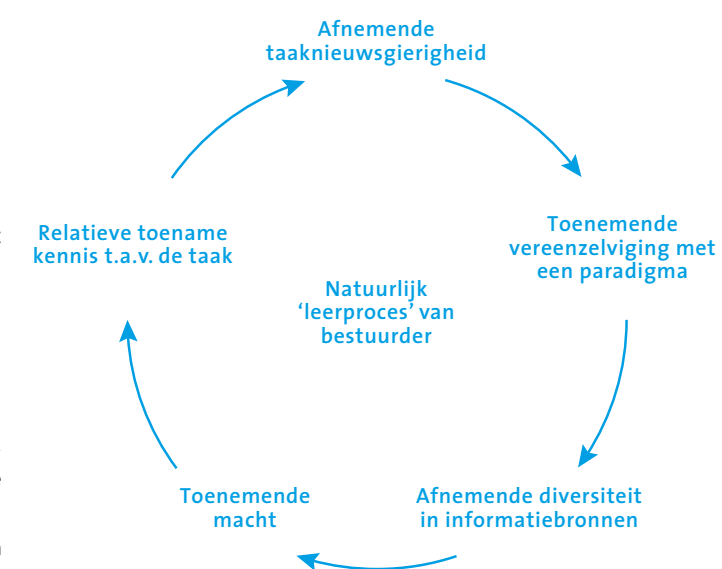 Afnemende
taaknieuwsgierigheid
Toenemende
vereenzelviging met
een paradigma
Relatieve toename
kennis t.a.v. de taak
Natuurlijk
‘leerproces’ van
bestuurder
Toenemende
macht
Afnemende diversiteit
in informatiebronnen